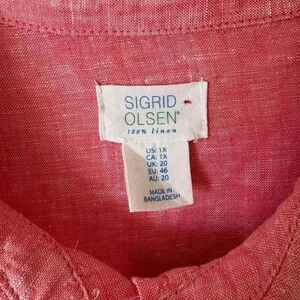 SIGRID
OLSEN®
100% linen
US: 1X
CA: 1X
UK: 20
EU: 46
AU: 20
MADE IN
BANGLADESH